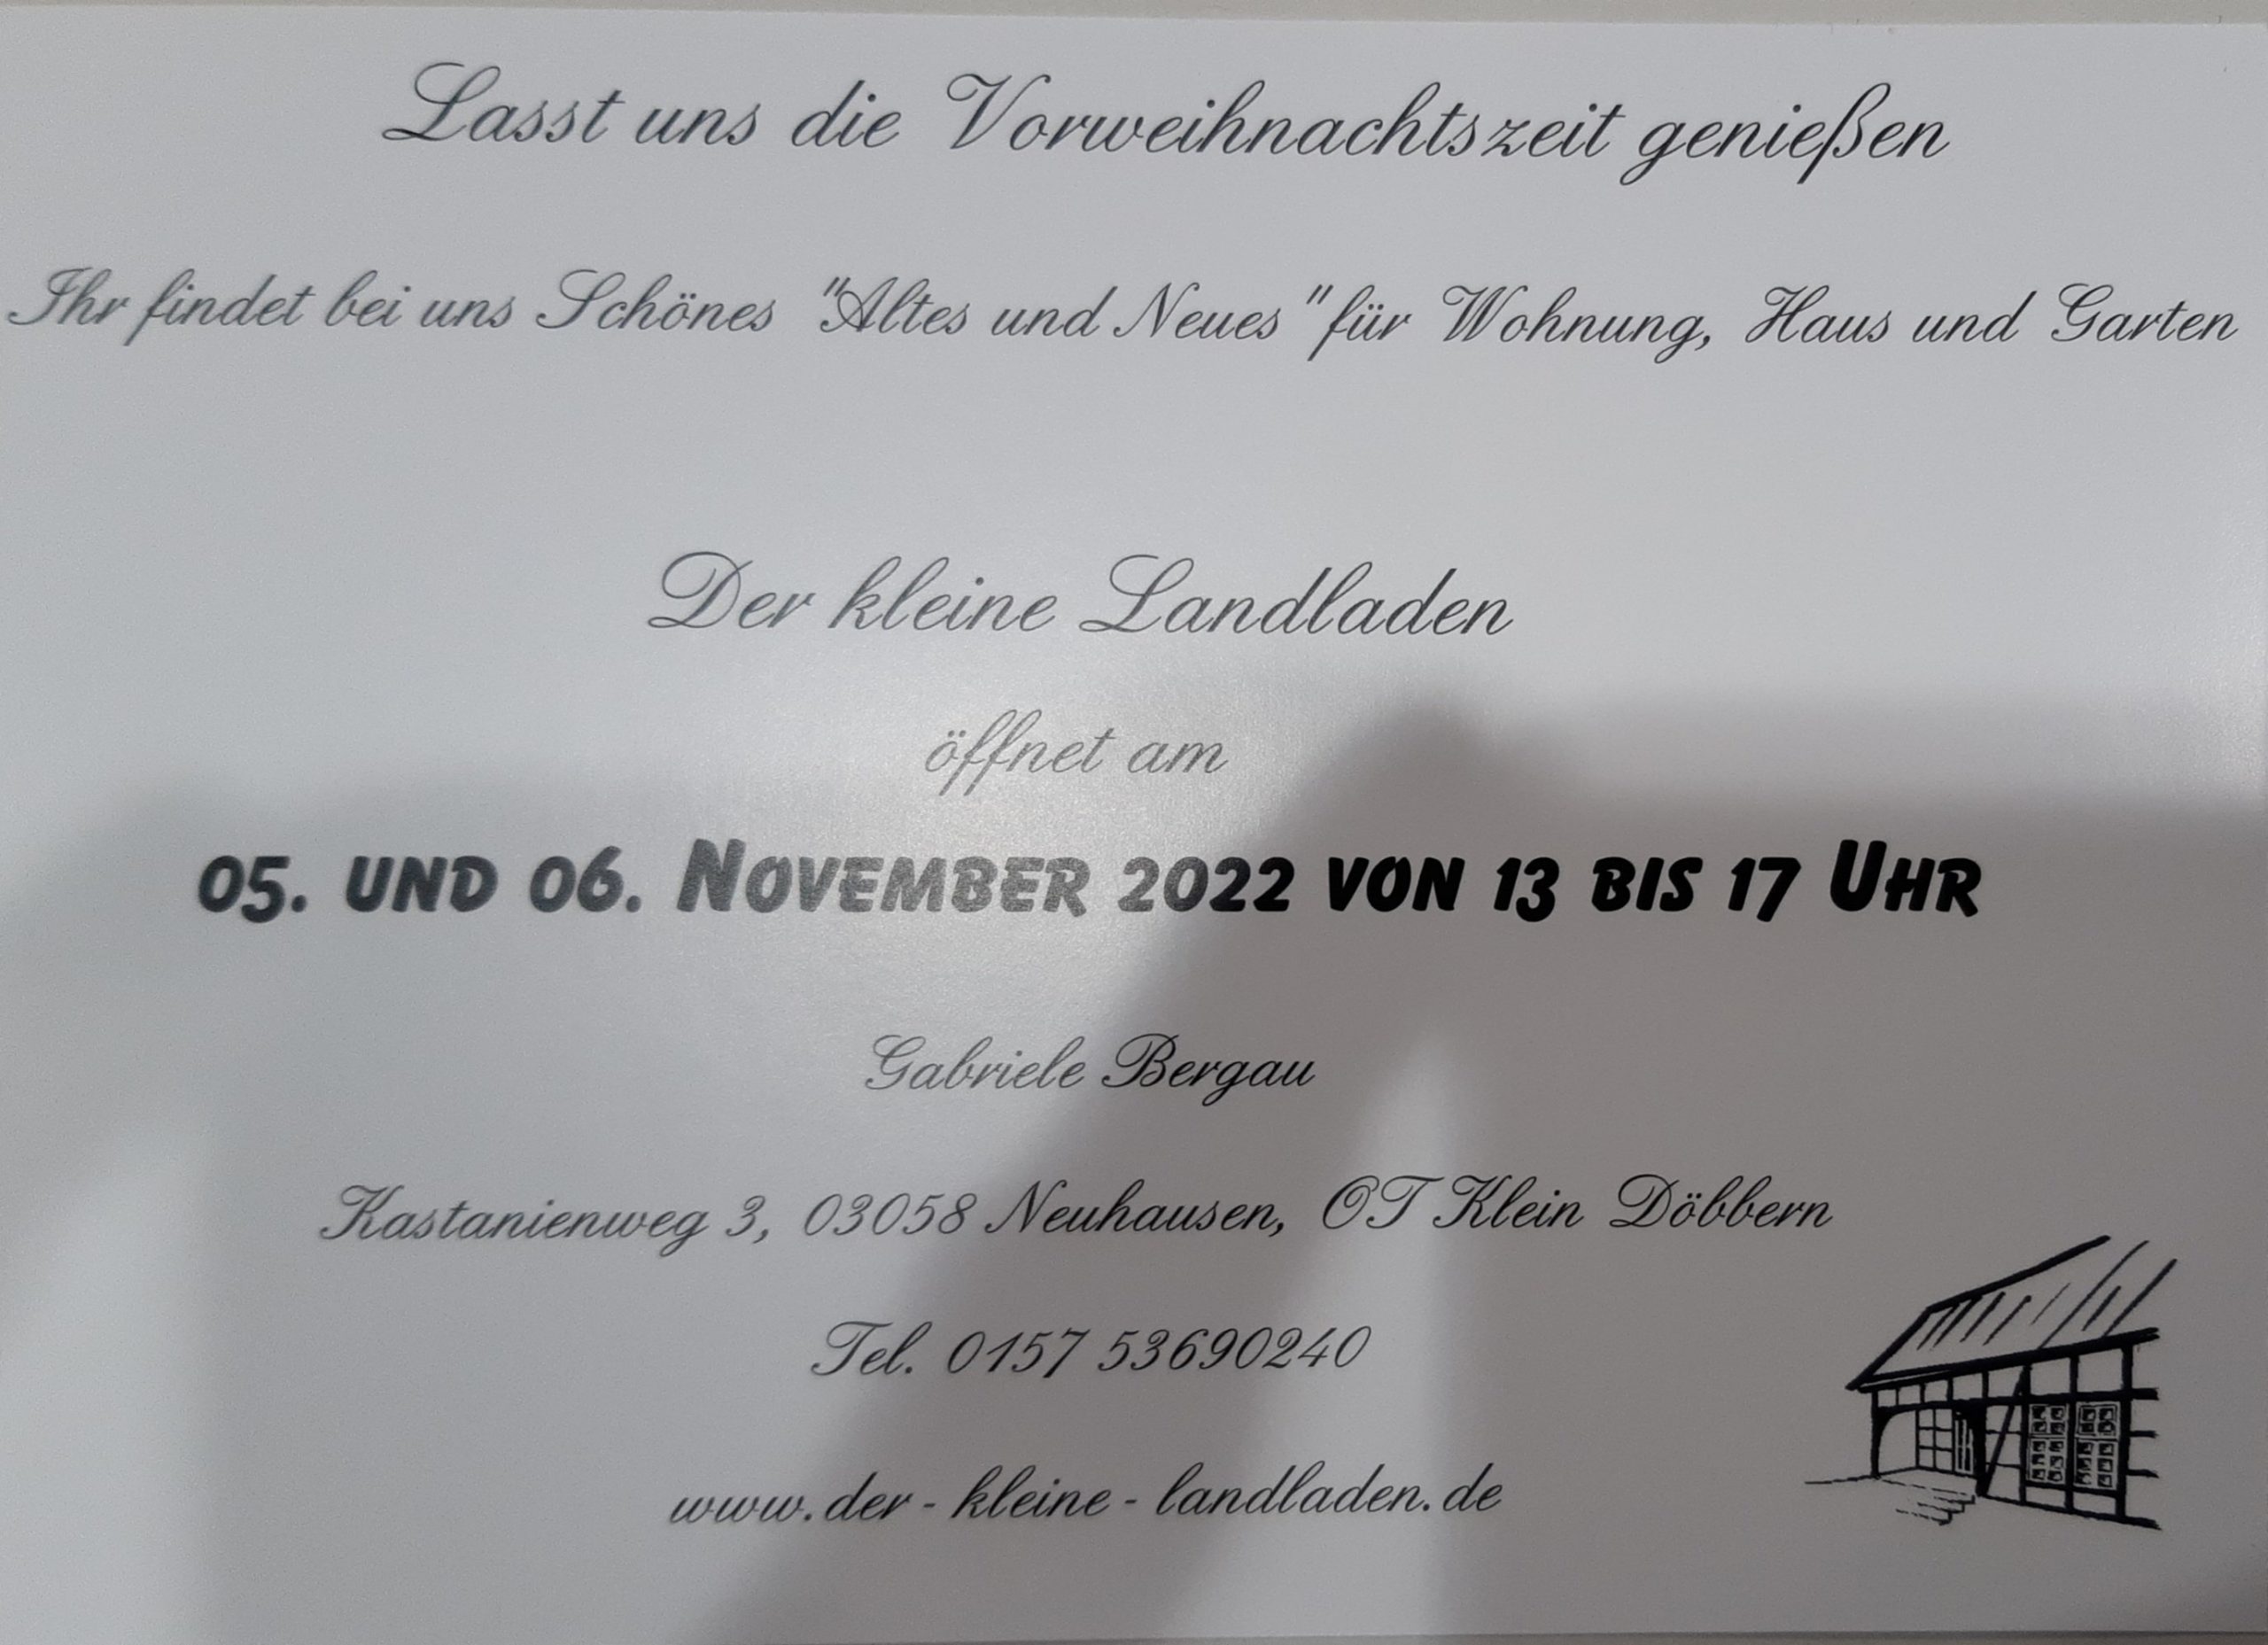 Lasst uns die Vorweihnachtszeit genießen
Ihr findet bei uns Schönes "Altes und Neues" für Wohnung, Haus und Garten
Der kleine Landladen
öffnet am
05. und 06. November 2022 von 13 bis 17 Uhr
Gabriele Bergau
Kastanienweg 3, 03058 Neuhausen, OT Klein Döbbern
Tel. 0157 53690240
www.der-kleine-landladen.de